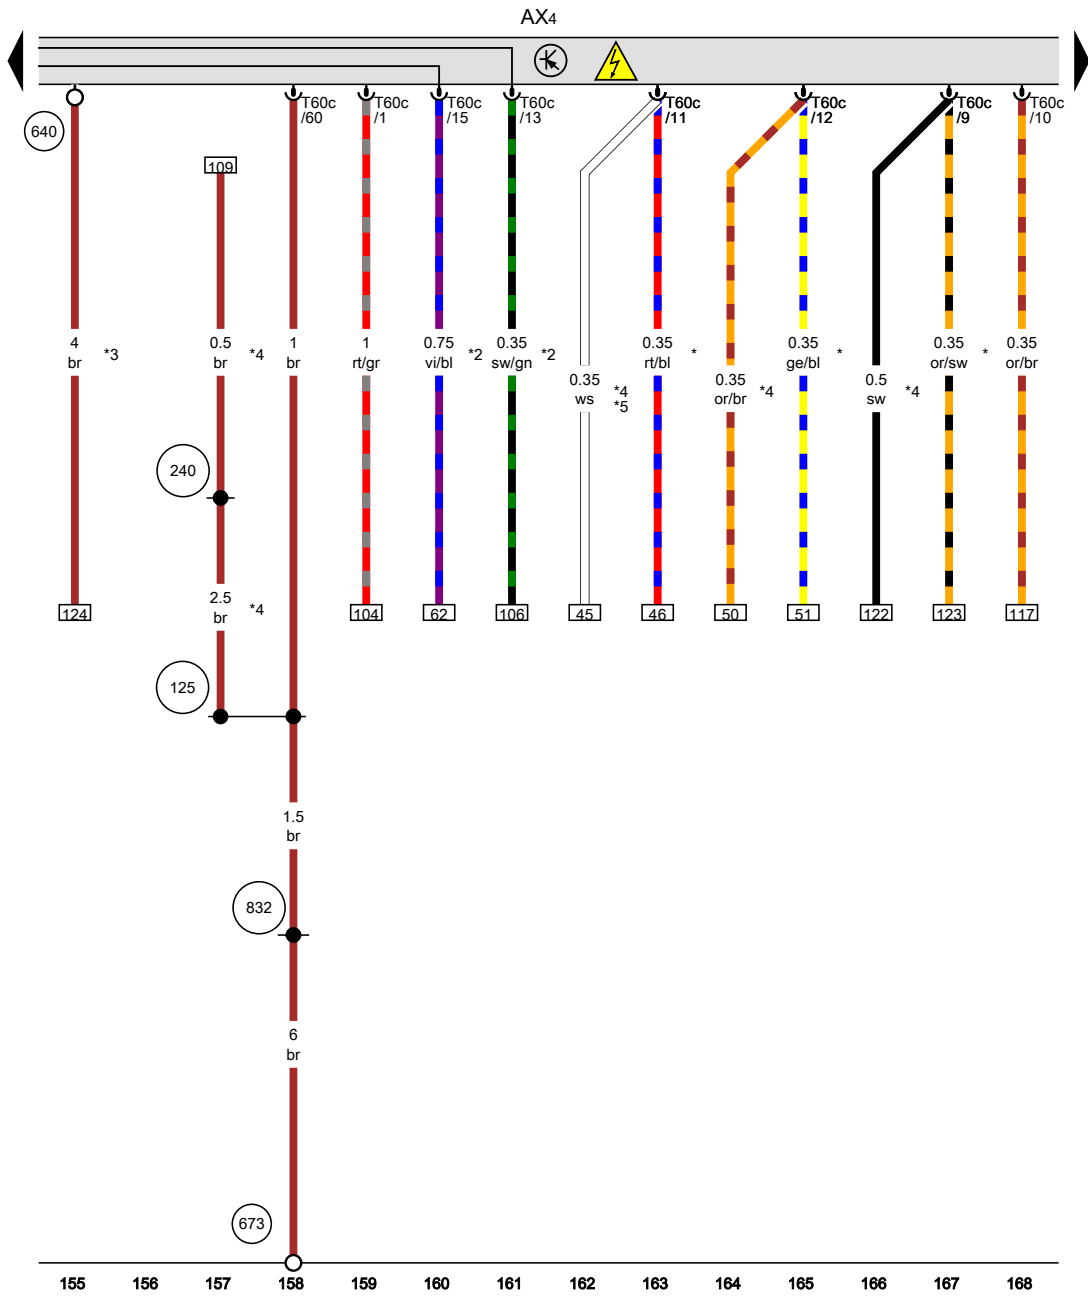 AX4
T60c
/60
T60c
/1
T60c
/15
T60c
/13
T60c
/11
T60c
/12
T60c
/9
T60c
/10
640
109
4
br
*3
0.5
br
*4
1
br
1
rt/gr
0.75
vi/bl
*2
0.35
sw/gn
*2
0.35
ws
*4
*5
0.35
rt/bl
*
0.35
or/br
*4
0.35
ge/bl
*
0.5
sw
*4
0.35
or/sw
*
0.35
or/br
240
2.5
br
*4
124
104
62
106
45
46
50
51
122
123
117
125
1.5
br
832
6
br
673
155 156 157 158 159 160 161 162 163 164 165 166 167 168